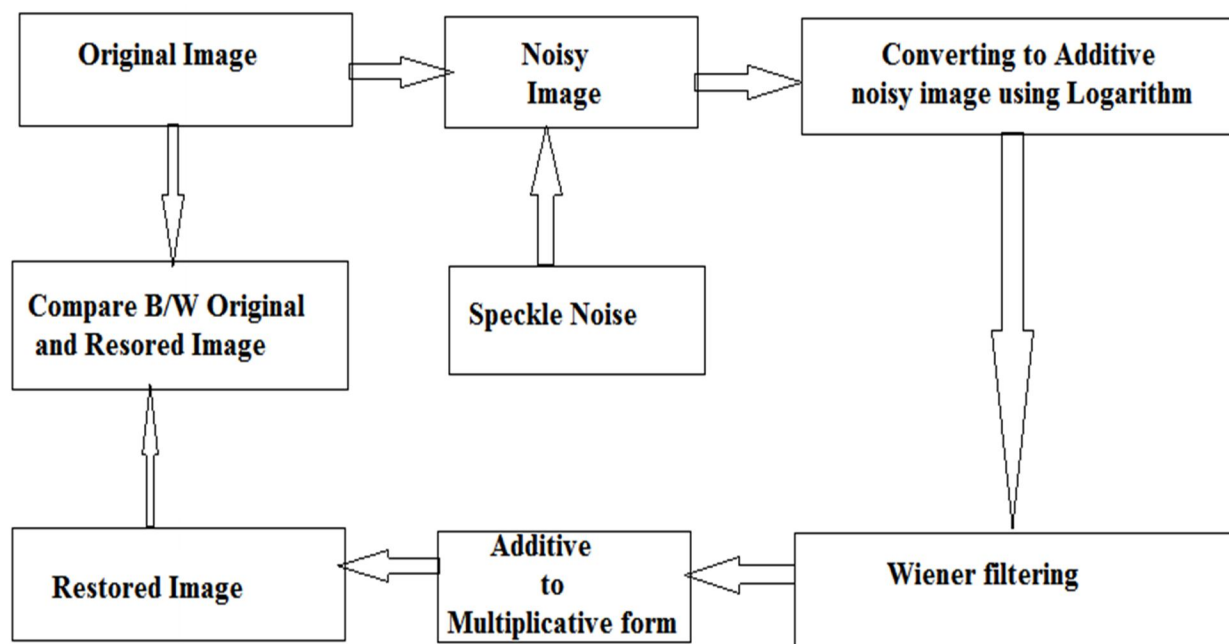 Original Image
Noisy
Image
Converting to Additive
noisy image using Logarithm
Compare B/W Original
and Resored Image
Speckle Noise
Restored Image
Additive
to
Multiplicative form
Wiener filtering